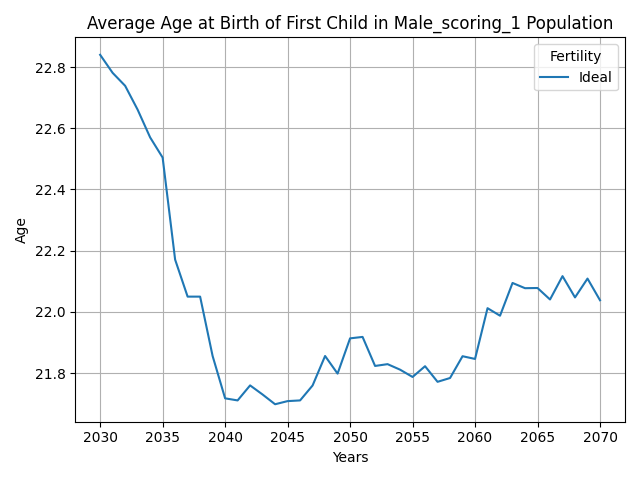 Average Age at Birth of First Child in Male_scoring_1 Population
Fertility
Ideal
22.8
22.6
22.4
22.2
22.0
21.8
Age
2030 2035 2040 2045 2050 2055 2060 2065 2070
Years